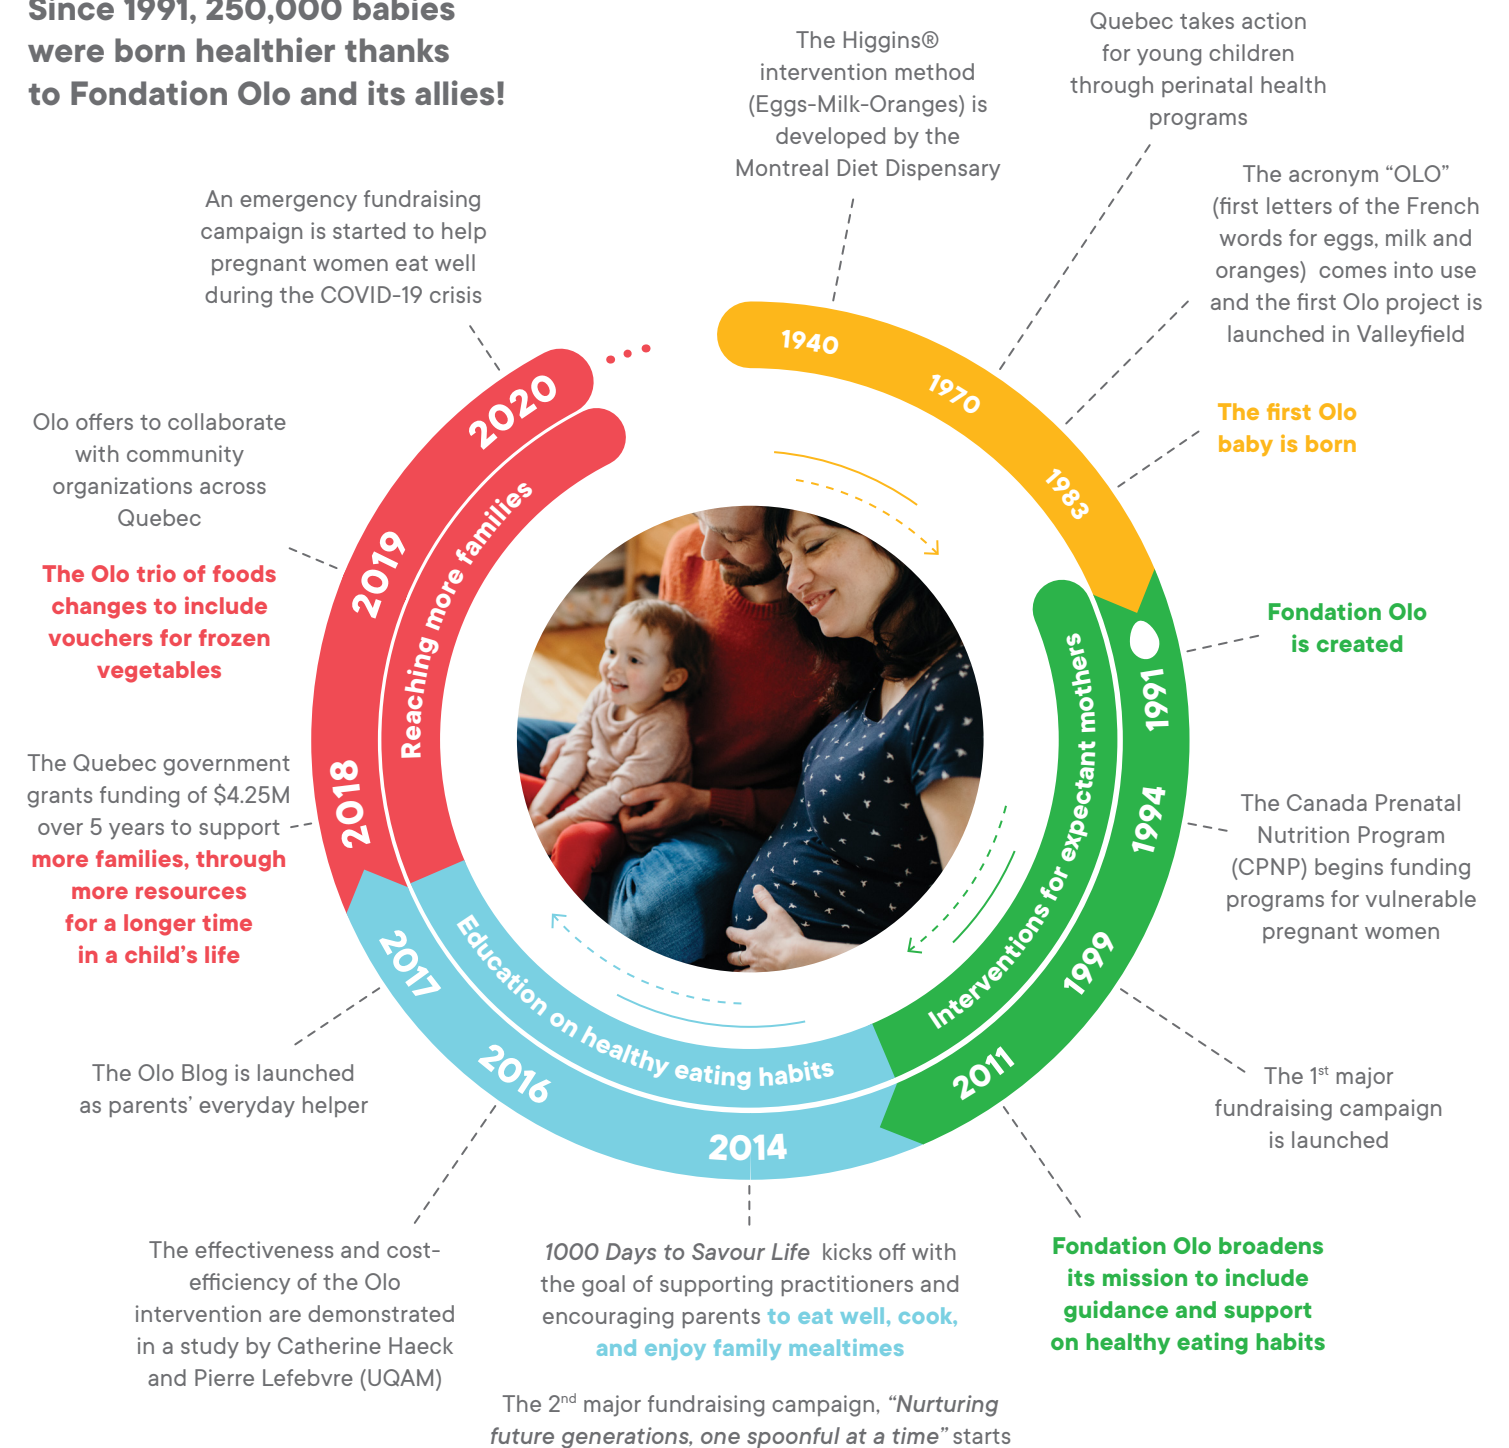 Since 1991, 250,000 babies
were born healthier thanks
to Fondation Olo and its allies!
The Higgins®
intervention method
(Eggs-Milk-Oranges) is
developed by the
Montreal Diet Dispensary
Quebec takes action
for young children
through perinatal health
programs
The acronym “OLO”
(first letters of the French
words for eggs, milk and
oranges) comes into use
and the first Olo project is
launched in Valleyfield
The first Olo
baby is born
Fondation Olo
is created
The Canada Prenatal
Nutrition Program
(CPNP) begins funding
programs for vulnerable
pregnant women
The 1st major
fundraising campaign
is launched
Fondation Olo broadens
its mission to include
guidance and support
on healthy eating habits
1000 Days to Savour Life kicks off with
the goal of supporting practitioners and
encouraging parents to eat well, cook,
and enjoy family mealtimes
The 2nd major fundraising campaign, “Nurturing
future generations, one spoonful at a time” starts
The effectiveness and cost-
efficiency of the Olo
intervention are demonstrated
in a study by Catherine Haeck
and Pierre Lefebvre (UQAM)
The Olo Blog is launched
as parents’ everyday helper
The Quebec government
grants funding of $4.25M
over 5 years to support
more families, through
more resources
for a longer time
in a child’s life
Olo offers to collaborate
with community
organizations across
Quebec
The Olo trio of foods
changes to include
vouchers for frozen
vegetables
An emergency fundraising
campaign is started to help
pregnant women eat well
during the COVID-19 crisis
1940
1970
1983
1991
1994
1999
2011
2014
2016
2017
2018
2019
2020
Interventions for expectant mothers
Education on healthy eating habits
Reaching more families